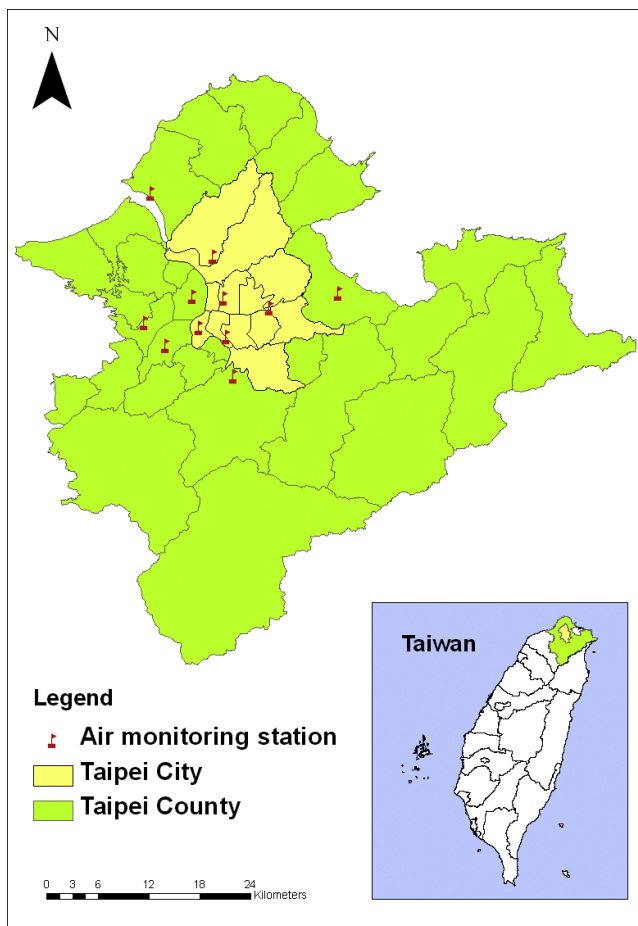 N
Taiwan
Legend
Air monitoring station
Taipei City
Taipei County
0 3 6 12 18 24
Kilometers